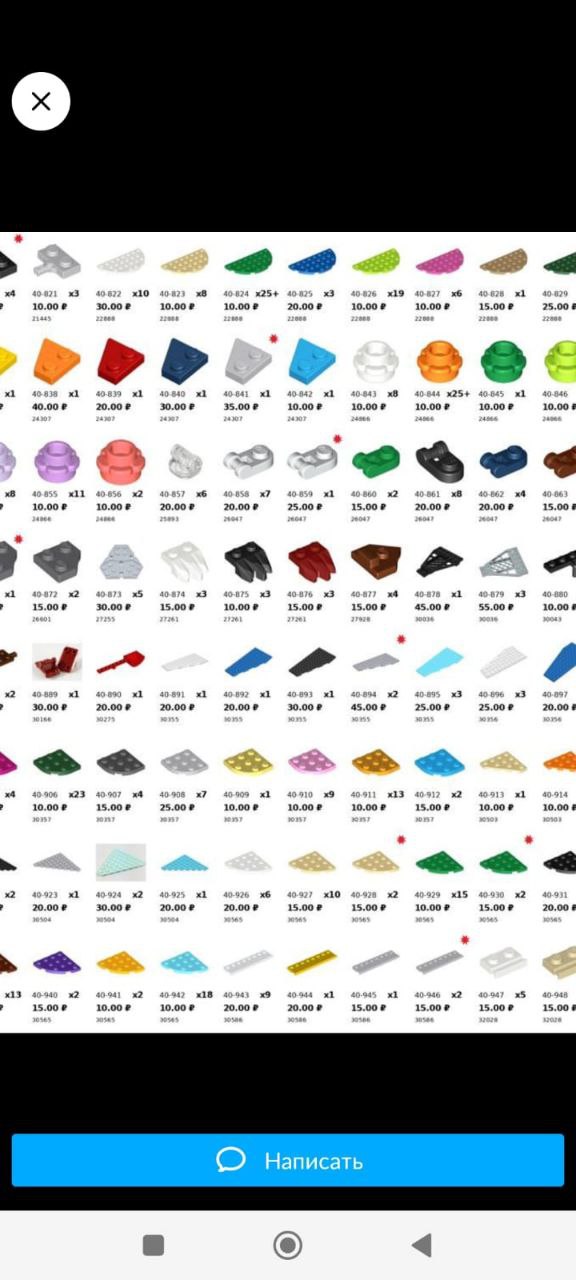 x4 40-821 x3 40-822 x10 40-823 x8 40-824 x25+ 40-825 x3 40-826 x19 40-827 x6 40-828 x1 40-829
₽ 10.00 ₽ 30.00 ₽ 10.00 ₽ 10.00 ₽ 20.00 ₽ 10.00 ₽ 10.00 ₽ 15.00 ₽ 25.00 ₽
21445 22888 22888 22888 22888 22888 22888 22888 22888
x1 40-838 x1 40-839 x1 40-840 x1 40-841 x1 40-842 x1 40-843 x8 40-844 x25+ 40-845 x1 40-846
₽ 40.00 ₽ 20.00 ₽ 30.00 ₽ 35.00 ₽ 10.00 ₽ 10.00 ₽ 10.00 ₽ 10.00 ₽ 10.00 ₽
24307 24307 24307 24307 24307 24866 24866 24866 24866
x8 40-855 x11 40-856 x2 40-857 x6 40-858 x7 40-859 x1 40-860 x2 40-861 x8 40-862 x4 40-863
₽ 10.00 ₽ 10.00 ₽ 20.00 ₽ 20.00 ₽ 25.00 ₽ 15.00 ₽ 20.00 ₽ 20.00 ₽ 15.00 ₽
24866 24866 25893 26047 26047 26047 26047 26047 26047
x1 40-872 x2 40-873 x5 40-874 x3 40-875 x3 40-876 x3 40-877 x4 40-878 x1 40-879 x3 40-880
₽ 15.00 ₽ 30.00 ₽ 15.00 ₽ 10.00 ₽ 15.00 ₽ 20.00 ₽ 45.00 ₽ 55.00 ₽ 10.00 ₽
26601 27255 27261 27261 27261 27928 30036 30036 30043
x2 40-889 x1 40-890 x1 40-891 x1 40-892 x1 40-893 x1 40-894 x2 40-895 x3 40-896 x3 40-897
₽ 30.00 ₽ 20.00 ₽ 20.00 ₽ 20.00 ₽ 30.00 ₽ 45.00 ₽ 25.00 ₽ 25.00 ₽ 20.00 ₽
30166 30275 30355 30355 30355 30355 30355 30356 30356
x4 40-906 x23 40-907 x4 40-908 x7 40-909 x1 40-910 x9 40-911 x13 40-912 x2 40-913 x1 40-914
₽ 10.00 ₽ 15.00 ₽ 25.00 ₽ 10.00 ₽ 10.00 ₽ 10.00 ₽ 15.00 ₽ 10.00 ₽ 10.00 ₽
30357 30357 30357 30357 30357 30357 30357 30503 30503
x2 40-923 x1 40-924 x2 40-925 x1 40-926 x6 40-927 x10 40-928 x2 40-929 x15 40-930 x2 40-931
₽ 20.00 ₽ 30.00 ₽ 20.00 ₽ 20.00 ₽ 15.00 ₽ 15.00 ₽ 10.00 ₽ 15.00 ₽ 20.00 ₽
30504 30504 30504 30565 30565 30565 30565 30565 30565
x13 40-940 x2 40-941 x2 40-942 x18 40-943 x9 40-944 x1 40-945 x1 40-946 x2 40-947 x5 40-948
₽ 15.00 ₽ 10.00 ₽ 10.00 ₽ 20.00 ₽ 20.00 ₽ 15.00 ₽ 15.00 ₽ 15.00 ₽ 15.00 ₽
30565 30565 30565 30586 30586 30586 30586 32028 32028
Написать